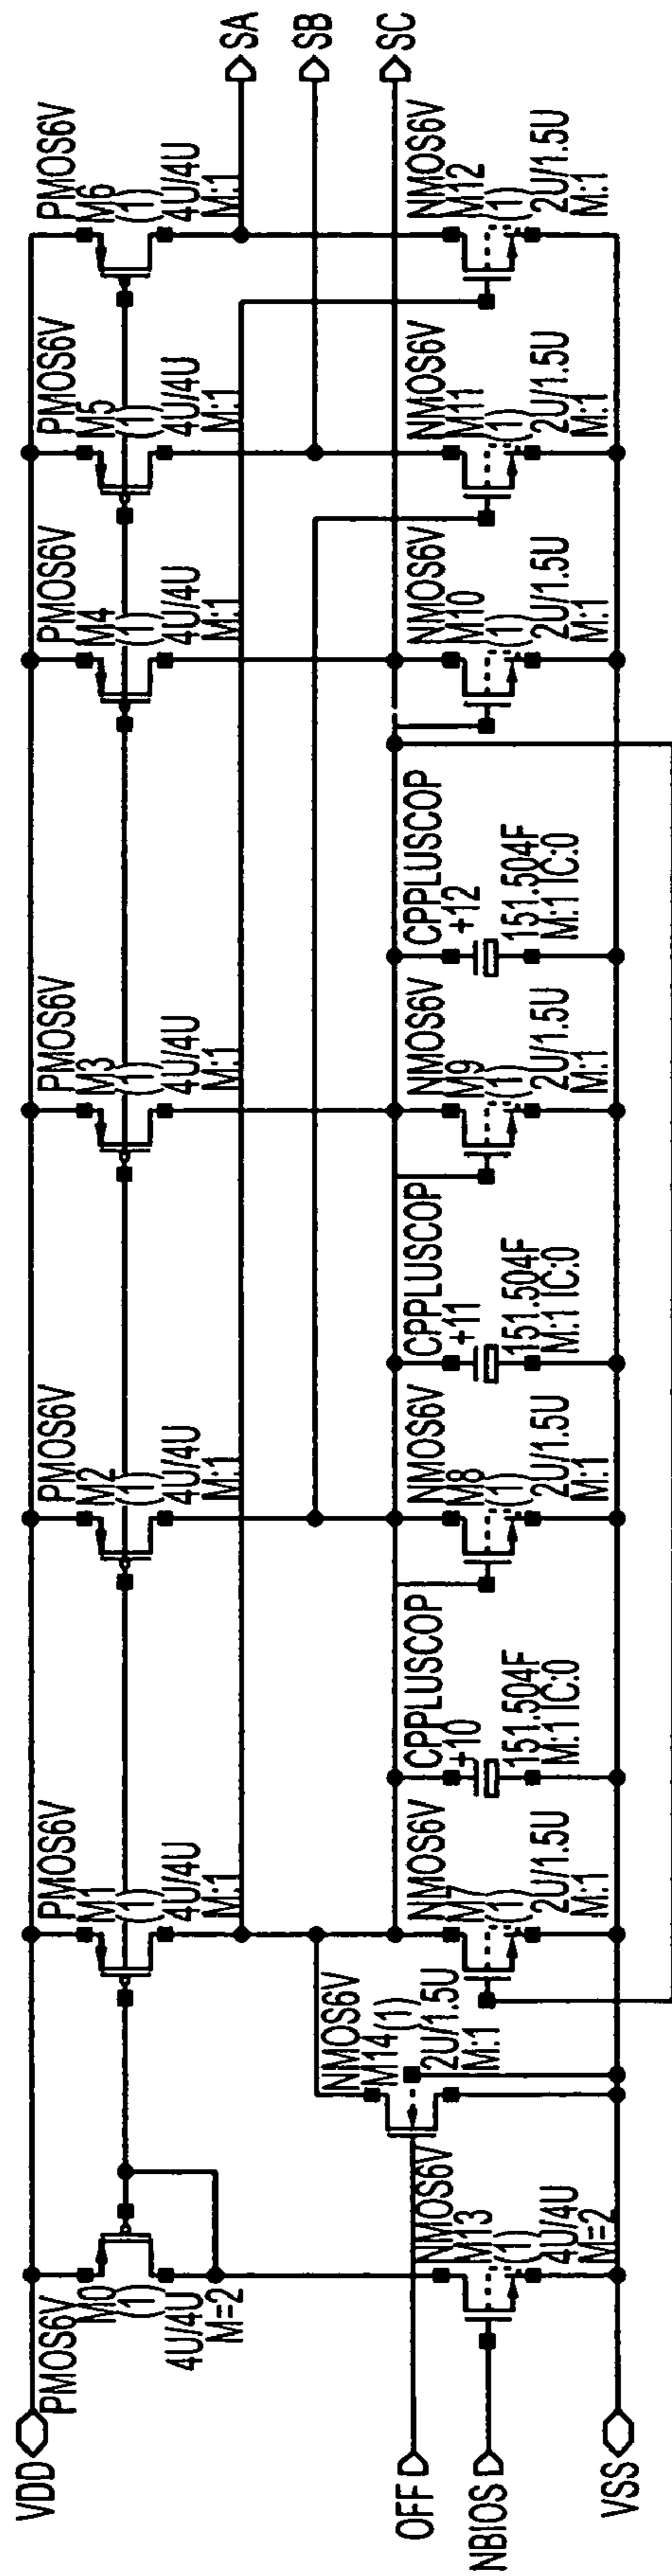 VDD
OFF
NBIOS
VSS
PMOS6V
M0
(1)
4U/4U
M=2
PMOS6V
M1
(1)
4U/4U
M:1
PMOS6V
M2
(1)
4U/4U
M:1
PMOS6V
M3
(1)
4U/4U
M:1
PMOS6V
M4
(1)
4U/4U
M:1
PMOS6V
M5
(1)
4U/4U
M:1
PMOS6V
M6
(1)
4U/4U
M:1
SA
SB
SC
NMOS6V
M13
(1)
4U/4U
M=2
NMOS6V
M14(1)
2U/1.5U
M:1
NMOS6V
M7
(1)
2U/1.5U
M:1
CPPLUSCOP
+10
151.504F
M:1 IC:0
NMOS6V
M8
(1)
2U/1.5U
M:1
CPPLUSCOP
+11
151.504F
M:1 IC:0
NMOS6V
M9
(1)
2U/1.5U
M:1
CPPLUSCOP
+12
151.504F
M:1 IC:0
NMOS6V
M10
(1)
2U/1.5U
M:1
NMOS6V
M11
(1)
2U/1.5U
M:1
NMOS6V
M12
(1)
2U/1.5U
M:1